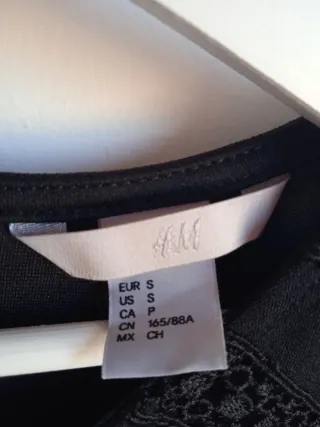 H&M
EUR S
US S
CA P
CN 165/88A
MX CH